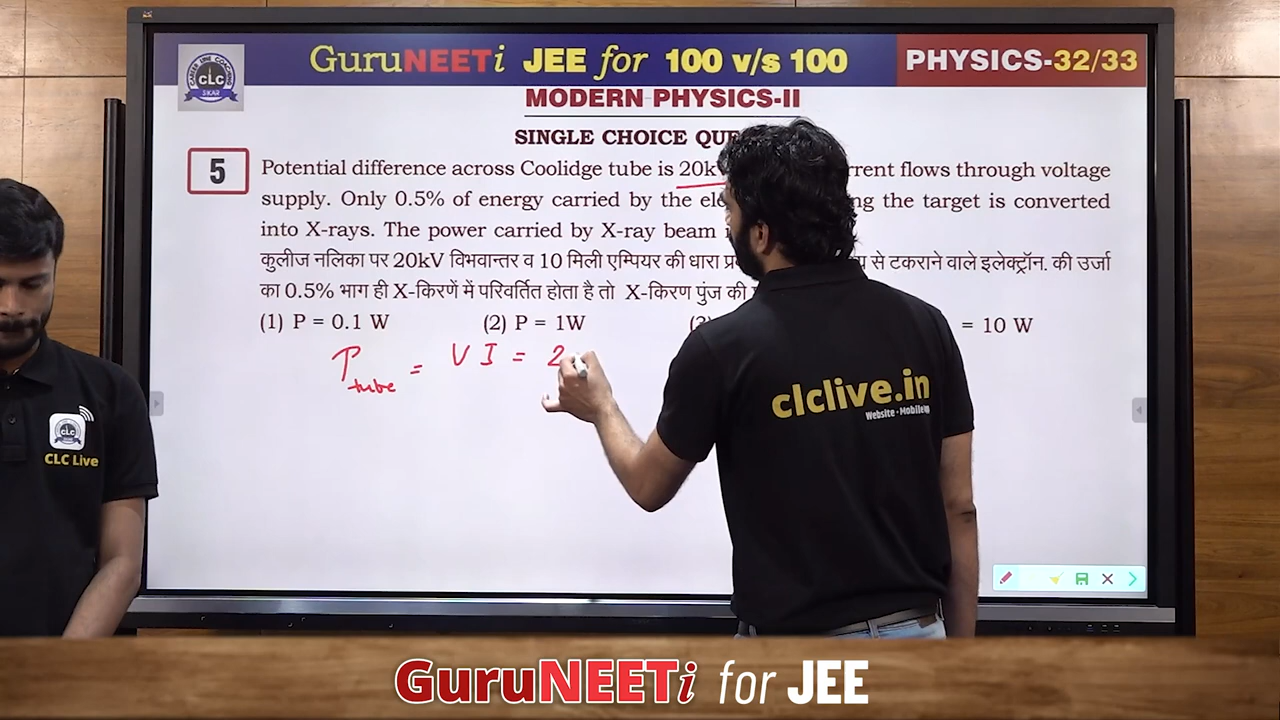 GuruNEETi JEE for 100 v/s 100
PHYSICS-32/33
CLC
SIKAR
MODERN PHYSICS-II
SINGLE CHOICE
5
Potential difference across Coolidge tube is 20k flows through voltage
supply. Only 0.5% of energy carried by the the target is converted
into X-rays. The power carried by X-ray beam
कुलीज नलिका पर 20kV विभवान्तर व 10 मिली एम्पियर की धारा से टकराने वाले इलेक्ट्रॉन. की उर्जा
का 0.5% भाग ही X-किरणें में परिवर्तित होता है तो X-किरण पुंज की
(1) P = 0.1 W (2) P = 1W = 10 W
P tube = V I = 2
clclive.in
Website - Mobile
CLC
CLC Live
GuruNEETi for JEE